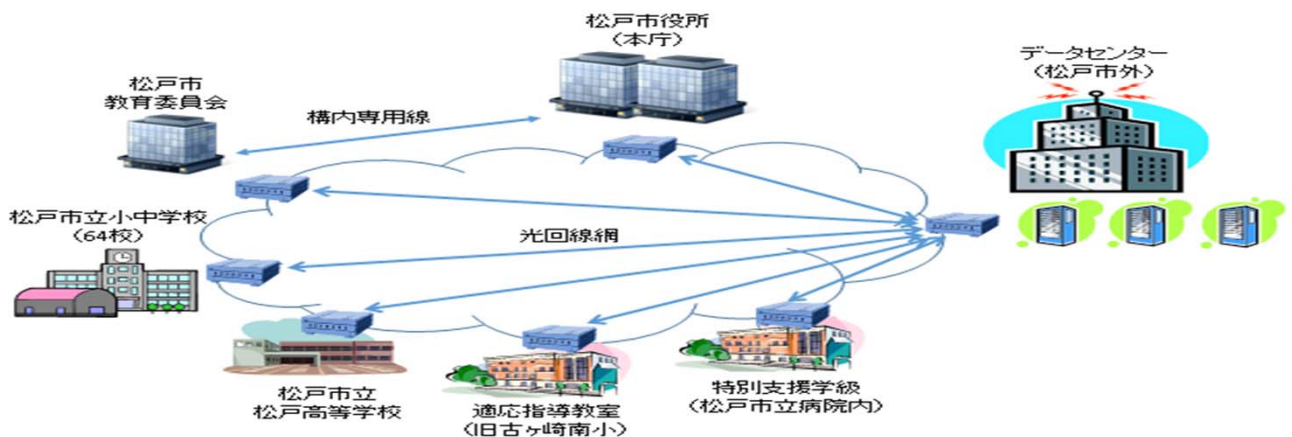 松戸市役所
(本庁)
データセンター
(松戸市外)
松戸市
教育委員会
構内専用線
松戸市立小中学校
(64校)
光回線網
松戸市立
松戸高等学校
適応指導教室
(旧古ヶ崎南小)
特別支援学級
(松戸市立病院内)